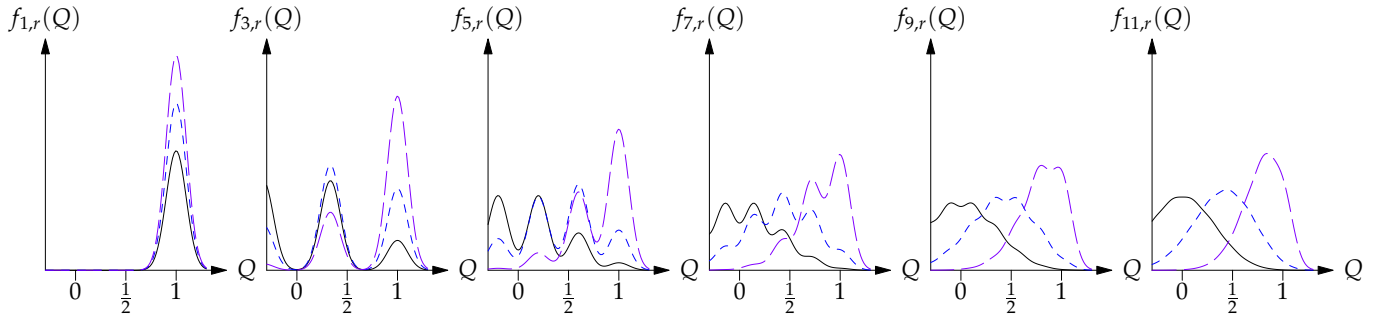 f1,r(Q) f3,r(Q) f5,r(Q) f7,r(Q) f9,r(Q) f11,r(Q)
Q Q Q Q Q Q
0 1/2 1 0 1/2 1 0 1/2 1 0 1/2 1 0 1/2 1 0 1/2 1